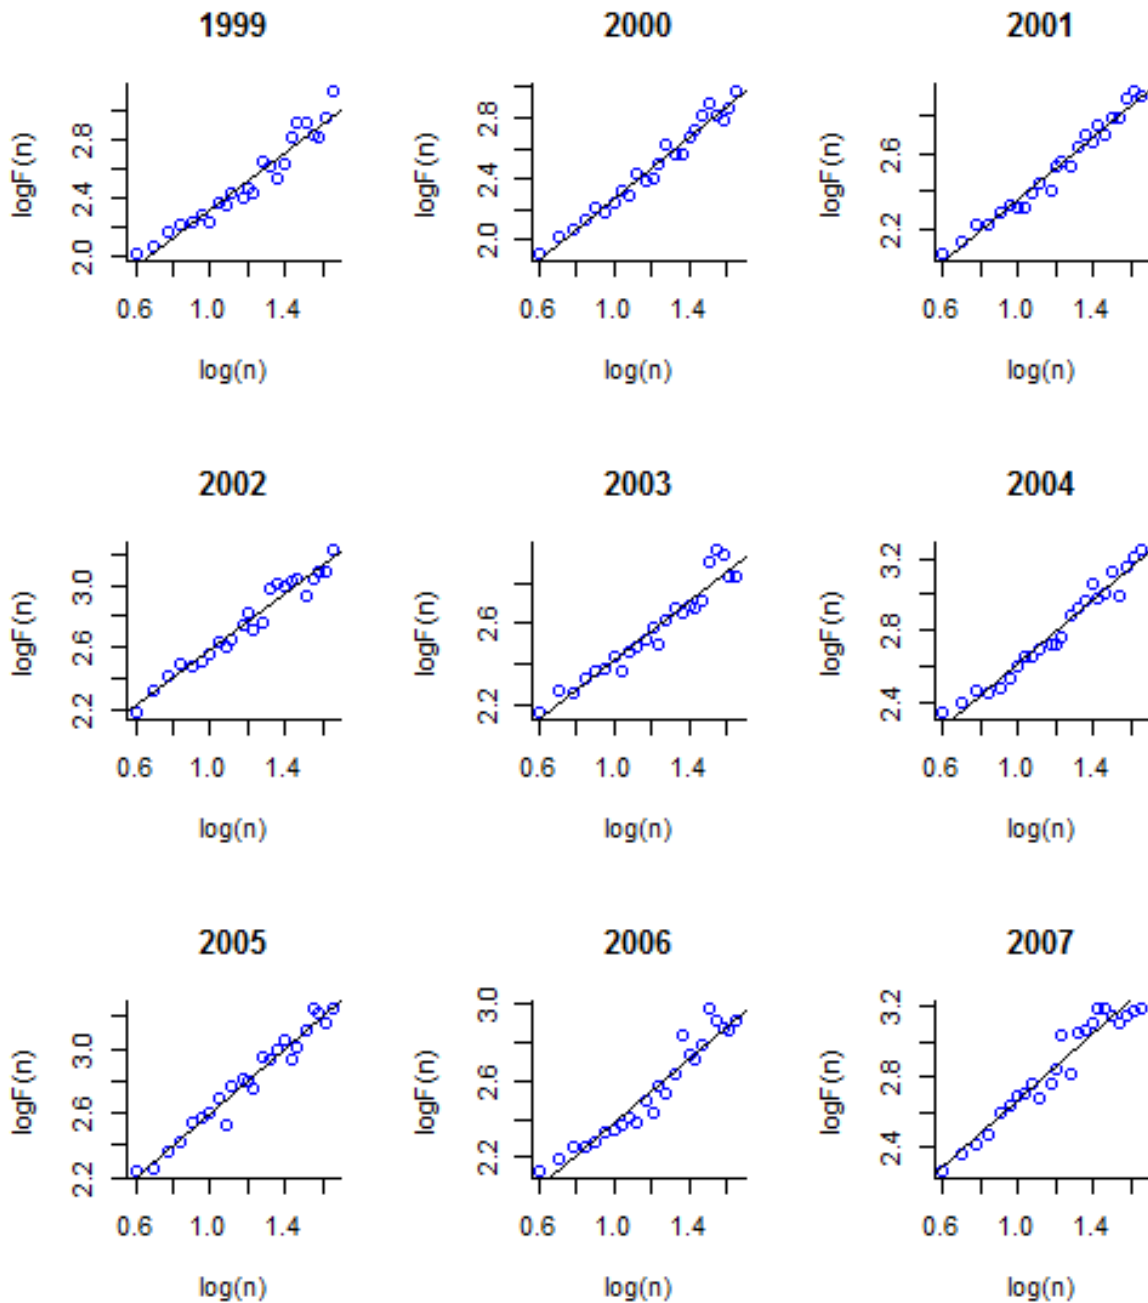 1999 2000 2001
logF(n) 2.0 2.4 2.8 logF(n) 2.0 2.4 2.8 logF(n) 2.2 2.6
0.6 1.0 1.4 0.6 1.0 1.4 0.6 1.0 1.4
log(n) log(n) log(n)
2002 2003 2004
logF(n) 2.2 2.6 3.0 logF(n) 2.2 2.6 logF(n) 2.4 2.8 3.2
0.6 1.0 1.4 0.6 1.0 1.4 0.6 1.0 1.4
log(n) log(n) log(n)
2005 2006 2007
logF(n) 2.2 2.6 3.0 logF(n) 2.2 2.6 3.0 logF(n) 2.4 2.8 3.2
0.6 1.0 1.4 0.6 1.0 1.4 0.6 1.0 1.4
log(n) log(n) log(n)